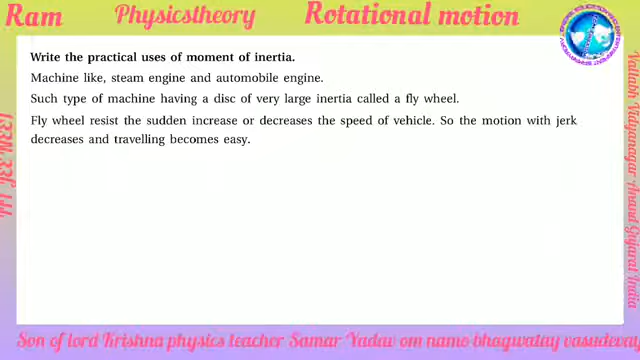 Ram
Physicstheory
Rotational motion
Write the practical uses of moment of inertia.
Machine like, steam engine and automobile engine.
Such type of machine having a disc of very large inertia called a fly wheel.
Fly wheel resist the sudden increase or decreases the speed of vehicle. So the motion with jerk
decreases and travelling becomes easy.
Vallabh Vidyanagar Anand Gujarat India
Son of lord Krishna physics teacher Samar Yadav om namo bhagwatay vasudevay